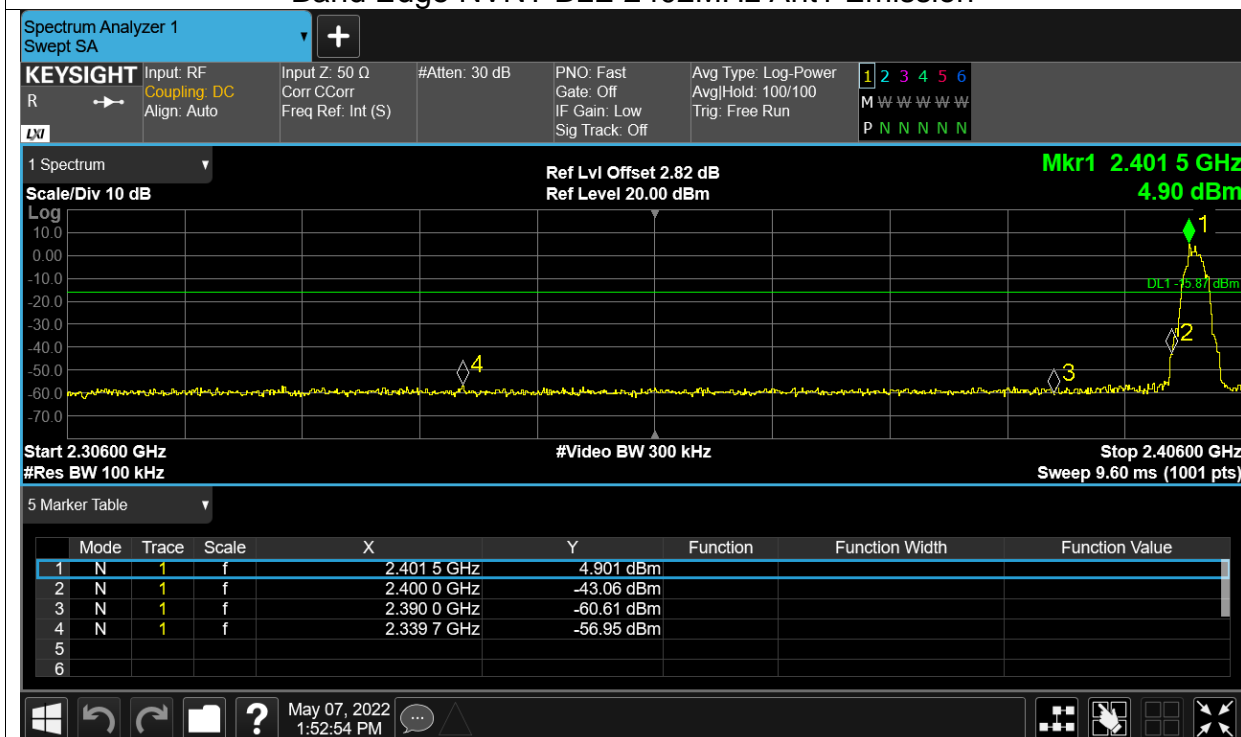 Spectrum Analyzer 1
Swept SA
+
KEYSIGHT Input: RF Input Z: 50 Ω #Atten: 30 dB PNO: Fast Avg Type: Log-Power 1 2 3 4 5 6
R Coupling: DC Corr CCorr Gate: Off Avg|Hold: 100/100 M W W W W W
Align: Auto Freq Ref: Int (S) IF Gain: Low Trig: Free Run
LXI Sig Track: Off P N N N N N
1 Spectrum Ref Lvl Offset 2.82 dB Mkr1 2.401 5 GHz
Scale/Div 10 dB Ref Level 20.00 dBm 4.90 dBm
Log
10.0
0.00
-10.0
-20.0
-30.0
-40.0
-50.0
-60.0
-70.0
1
DL1 -15.87 dBm
2
3
4
Start 2.30600 GHz #Video BW 300 kHz Stop 2.40600 GHz
#Res BW 100 kHz Sweep 9.60 ms (1001 pts)
5 Marker Table
Mode Trace Scale X Y Function Function Width Function Value
1 N 1 f 2.401 5 GHz 4.901 dBm
2 N 1 f 2.400 0 GHz -43.06 dBm
3 N 1 f 2.390 0 GHz -60.61 dBm
4 N 1 f 2.339 7 GHz -56.95 dBm
5
6
? May 07, 2022
1:52:54 PM